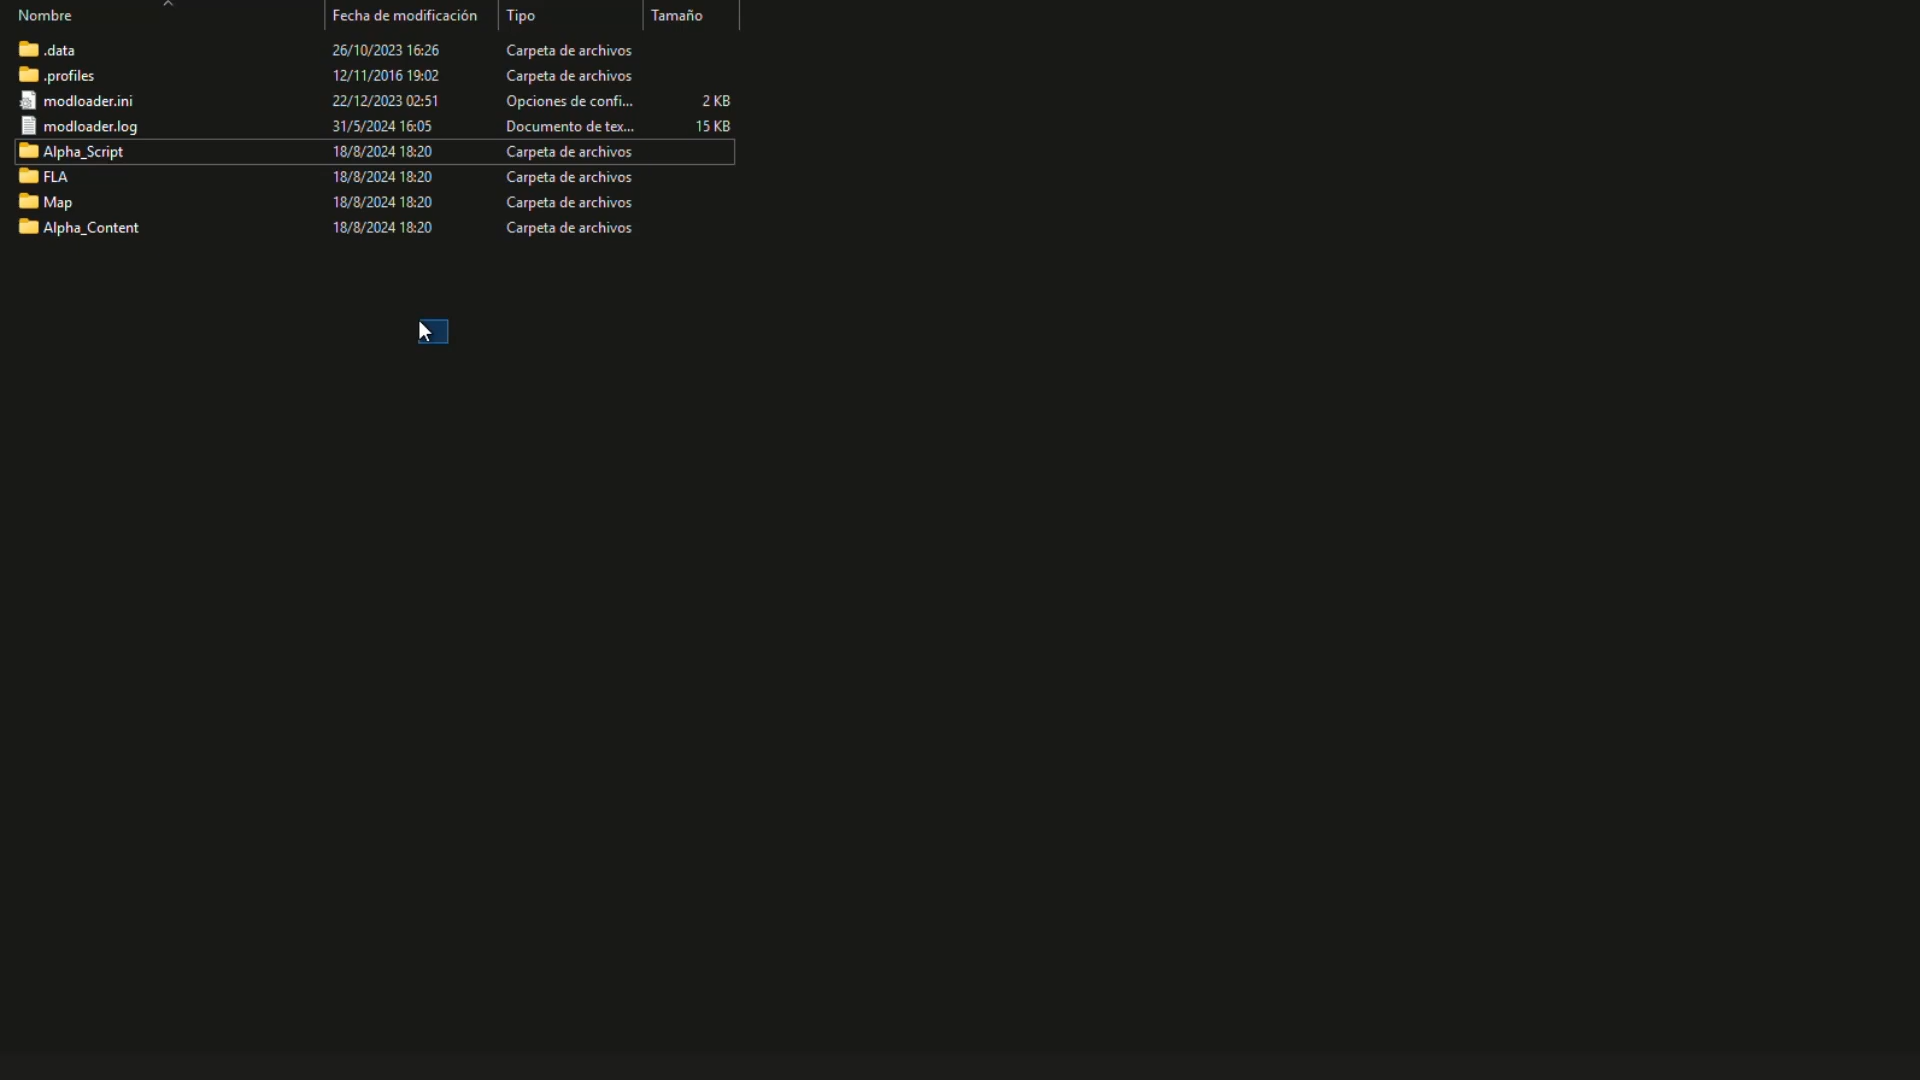 Nombre Fecha de modificación Tipo Tamaño
.data 26/10/2023 16:26 Carpeta de archivos
.profiles 12/11/2016 19:02 Carpeta de archivos
modloader.ini 22/12/2023 02:51 Opciones de confi... 2 KB
modloader.log 31/5/2024 16:05 Documento de tex... 15 KB
Alpha_Script 18/8/2024 18:20 Carpeta de archivos
FLA 18/8/2024 18:20 Carpeta de archivos
Map 18/8/2024 18:20 Carpeta de archivos
Alpha_Content 18/8/2024 18:20 Carpeta de archivos